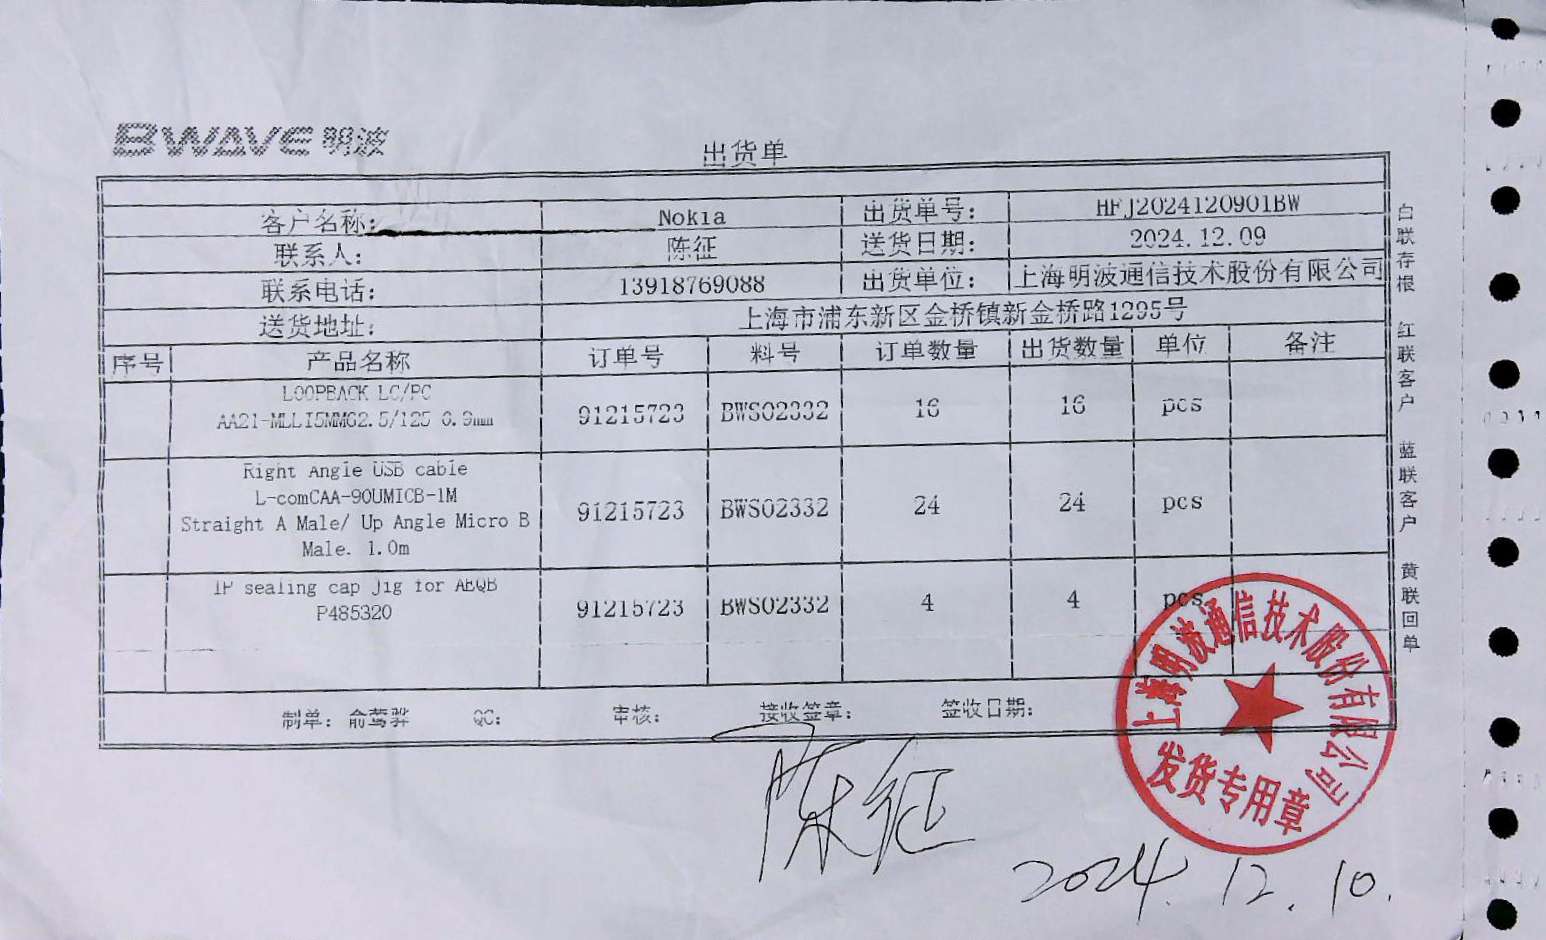 BWAVE 明波
出货单
客户名称: Nokia 出货单号: HFJ2024120901BW
联系人: 陈征 送货日期: 2024.12.09
联系电话: 13918769088 出货单位: 上海明波通信技术股份有限公司
送货地址: 上海市浦东新区金桥镇新金桥路1295号
序号 产品名称 订单号 料号 订单数量 出货数量 单位 备注
LOOPBACK LC/PC
AA21-MLLI5MMG2.5/125 0.9mm 91215723 BWS02332 16 16 pcs
Right Angle USB cable
L-comCAA-90UMICB-1M
Straight A Male/ Up Angle Micro B
Male. 1.0m
91215723 BWS02332 24 24 pcs
IP sealing cap jig for AEQB
P485320
91215723 BWS02332 4 4 pcs
制单: 俞莺骅 QC: 审核: 接收签章: 签收日期:
白联存根 红联客户 蓝联客户 黄联回单
上海明波通信技术股份有限公司
发货专用章
陈征
2024.12.10.